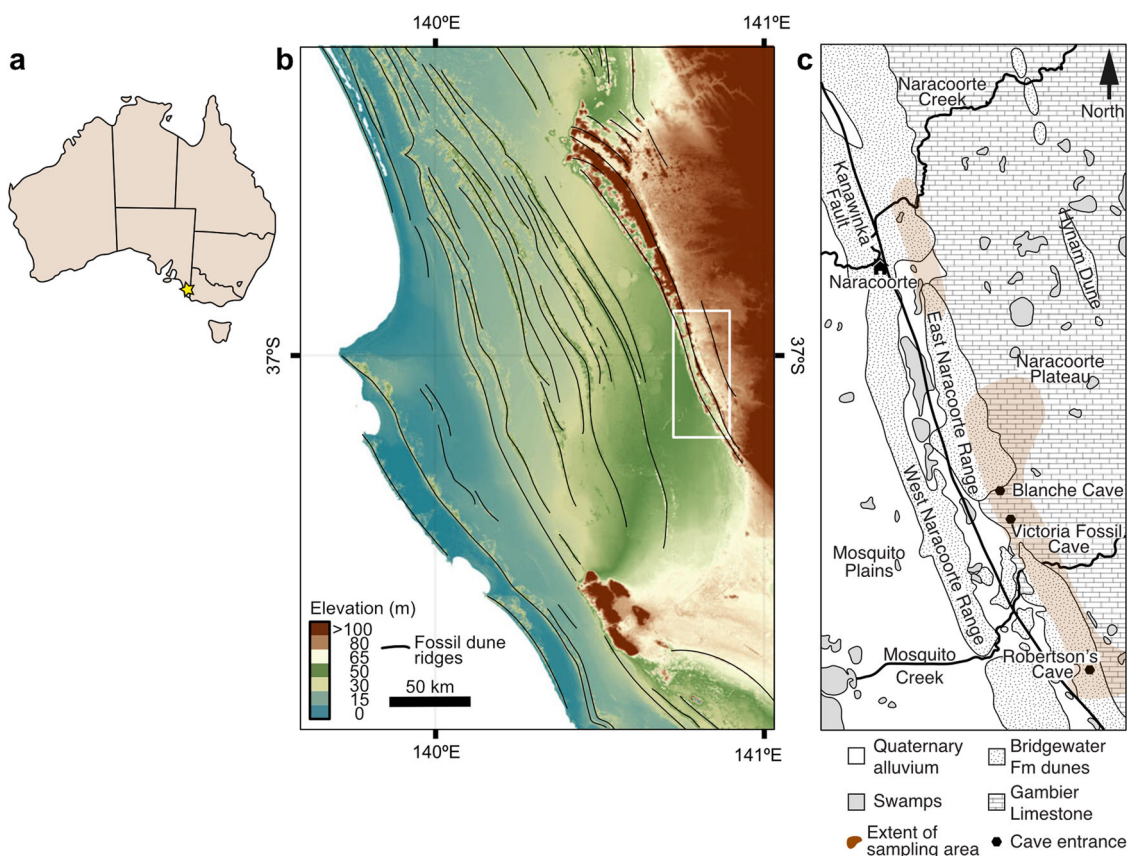 a
b
c
140ºE
141ºE
37ºS
37ºS
140ºE
141ºE
Elevation (m)
>100
80
65
50
30
15
0
Fossil dune
ridges
50 km
Naracoorte
Creek
North
Kanawinka
Fault
Naracoorte
Hynam Dune
East Naracoorte Range
Naracoorte
Plateau
West Naracoorte Range
Blanche Cave
Victoria Fossil
Cave
Mosquito
Plains
Mosquito
Creek
Robertson's
Cave
Quaternary
alluvium
Bridgewater
Fm dunes
Swamps
Gambier
Limestone
Extent of
sampling area
Cave entrance